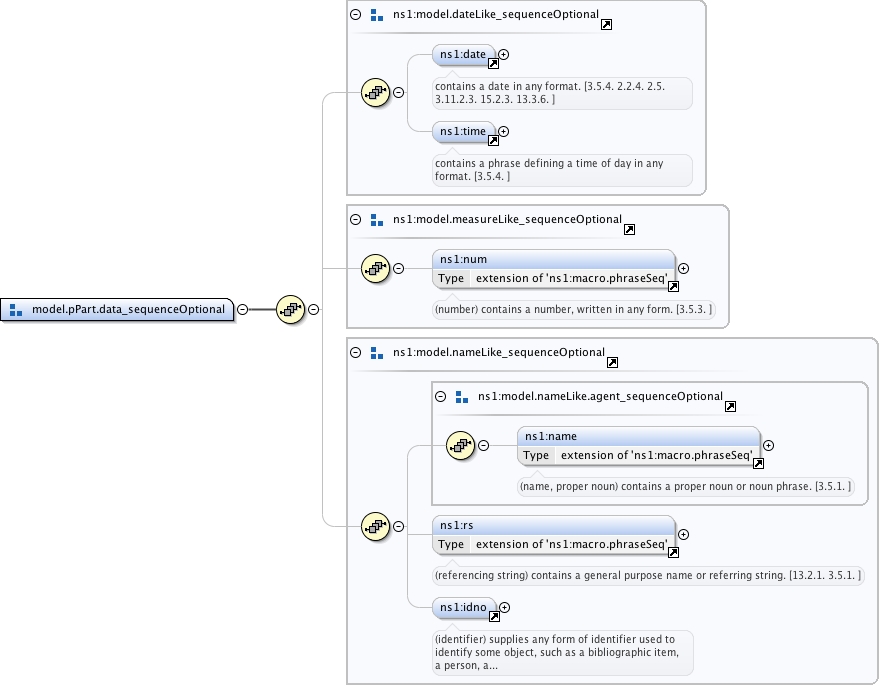 ns1:model.dateLike_sequenceOptional
ns1:date
contains a date in any format. [3.5.4. 2.2.4. 2.5.
3.11.2.3. 15.2.3. 13.3.6. ]
ns1:time
contains a phrase defining a time of day in any
format. [3.5.4. ]
ns1:model.measureLike_sequenceOptional
ns1:num
Type extension of 'ns1:macro.phraseSeq'
(number) contains a number, written in any form. [3.5.3. ]
model.pPart.data_sequenceOptional
ns1:model.nameLike_sequenceOptional
ns1:model.nameLike.agent_sequenceOptional
ns1:name
Type extension of 'ns1:macro.phraseSeq'
(name, proper noun) contains a proper noun or noun phrase. [3.5.1. ]
ns1:rs
Type extension of 'ns1:macro.phraseSeq'
(referencing string) contains a general purpose name or referring string. [13.2.1. 3.5.1. ]
ns1:idno
(identifier) supplies any form of identifier used to
identify some object, such as a bibliographic item,
a person, a...